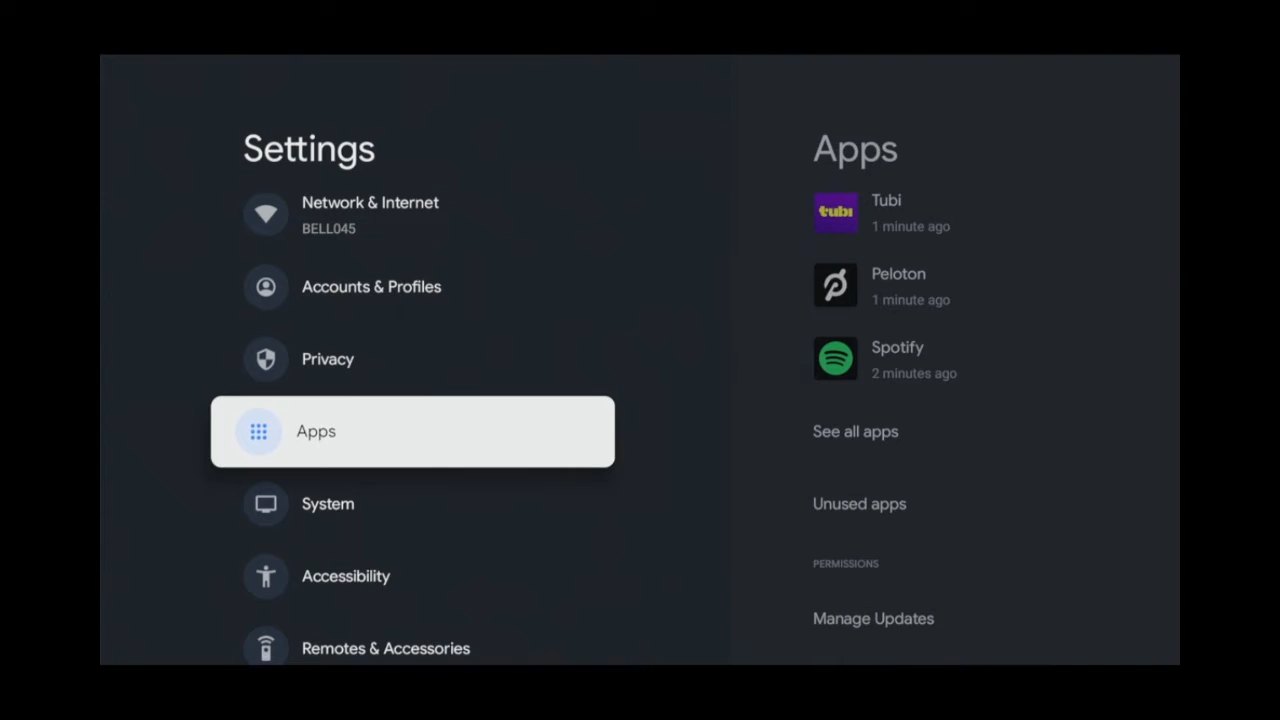 Settings
Network & Internet
BELL045
Accounts & Profiles
Privacy
Apps
System
Accessibility
Remotes & Accessories
Apps
tubi
Tubi
1 minute ago
Peloton
1 minute ago
Spotify
2 minutes ago
See all apps
Unused apps
PERMISSIONS
Manage Updates